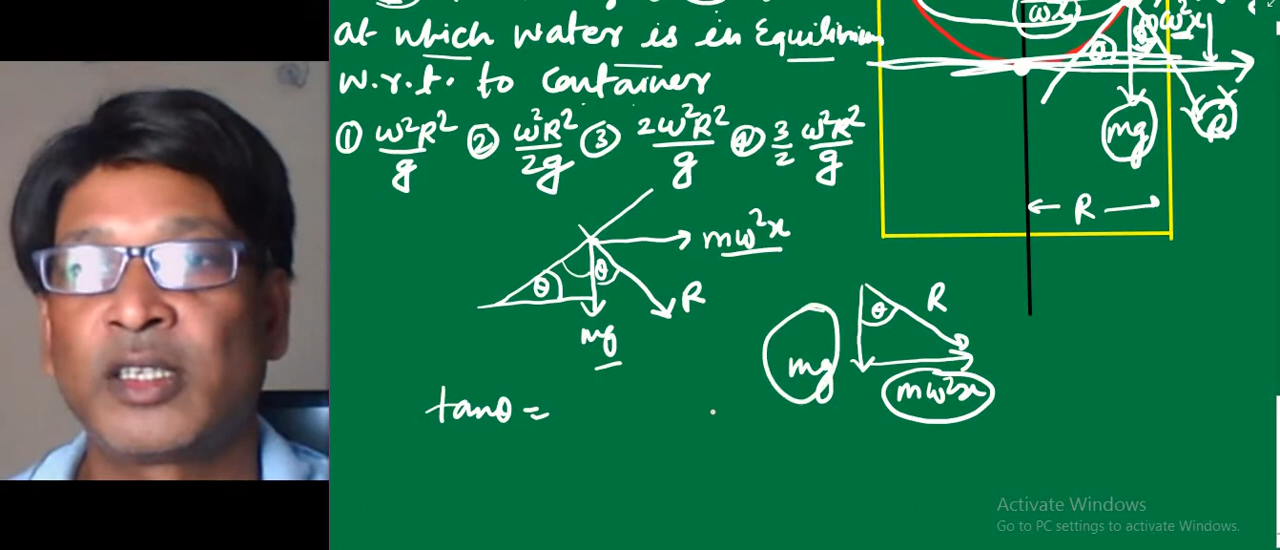 at which water is in Equilibrium
w.r.t. to container
① ω²R²/g ② ω²R²/2g ③ 2ω²R²/g ④ 3/2 ω²R²/g
ωx
ω²x
θ
θ
mg
R
R
mω²x
θ
θ
R
mg
θ
R
mg
mω²x
tanθ =
Activate Windows
Go to PC settings to activate Windows.